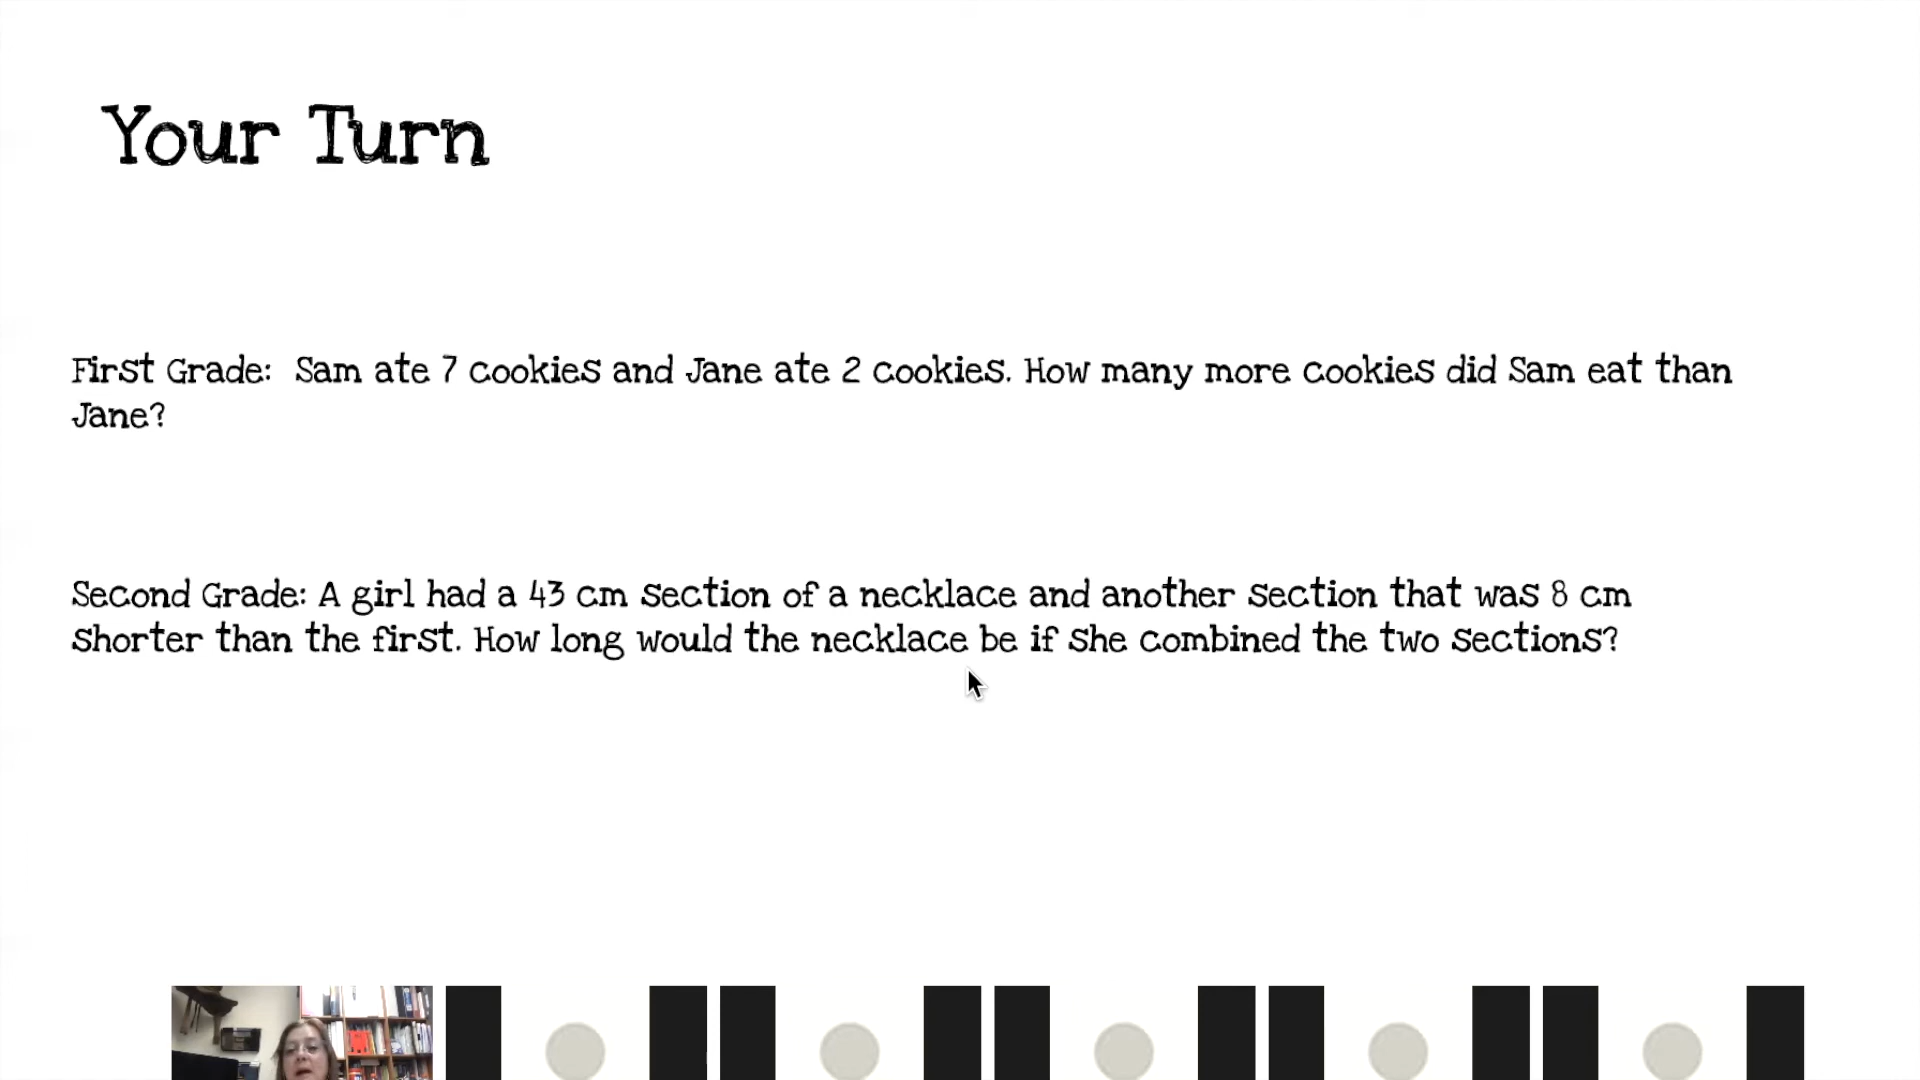 Your Turn
First Grade:  Sam ate 7 cookies and Jane ate 2 cookies. How many more cookies did Sam eat than
Jane?
Second Grade: A girl had a 43 cm section of a necklace and another section that was 8 cm
shorter than the first. How long would the necklace be if she combined the two sections?